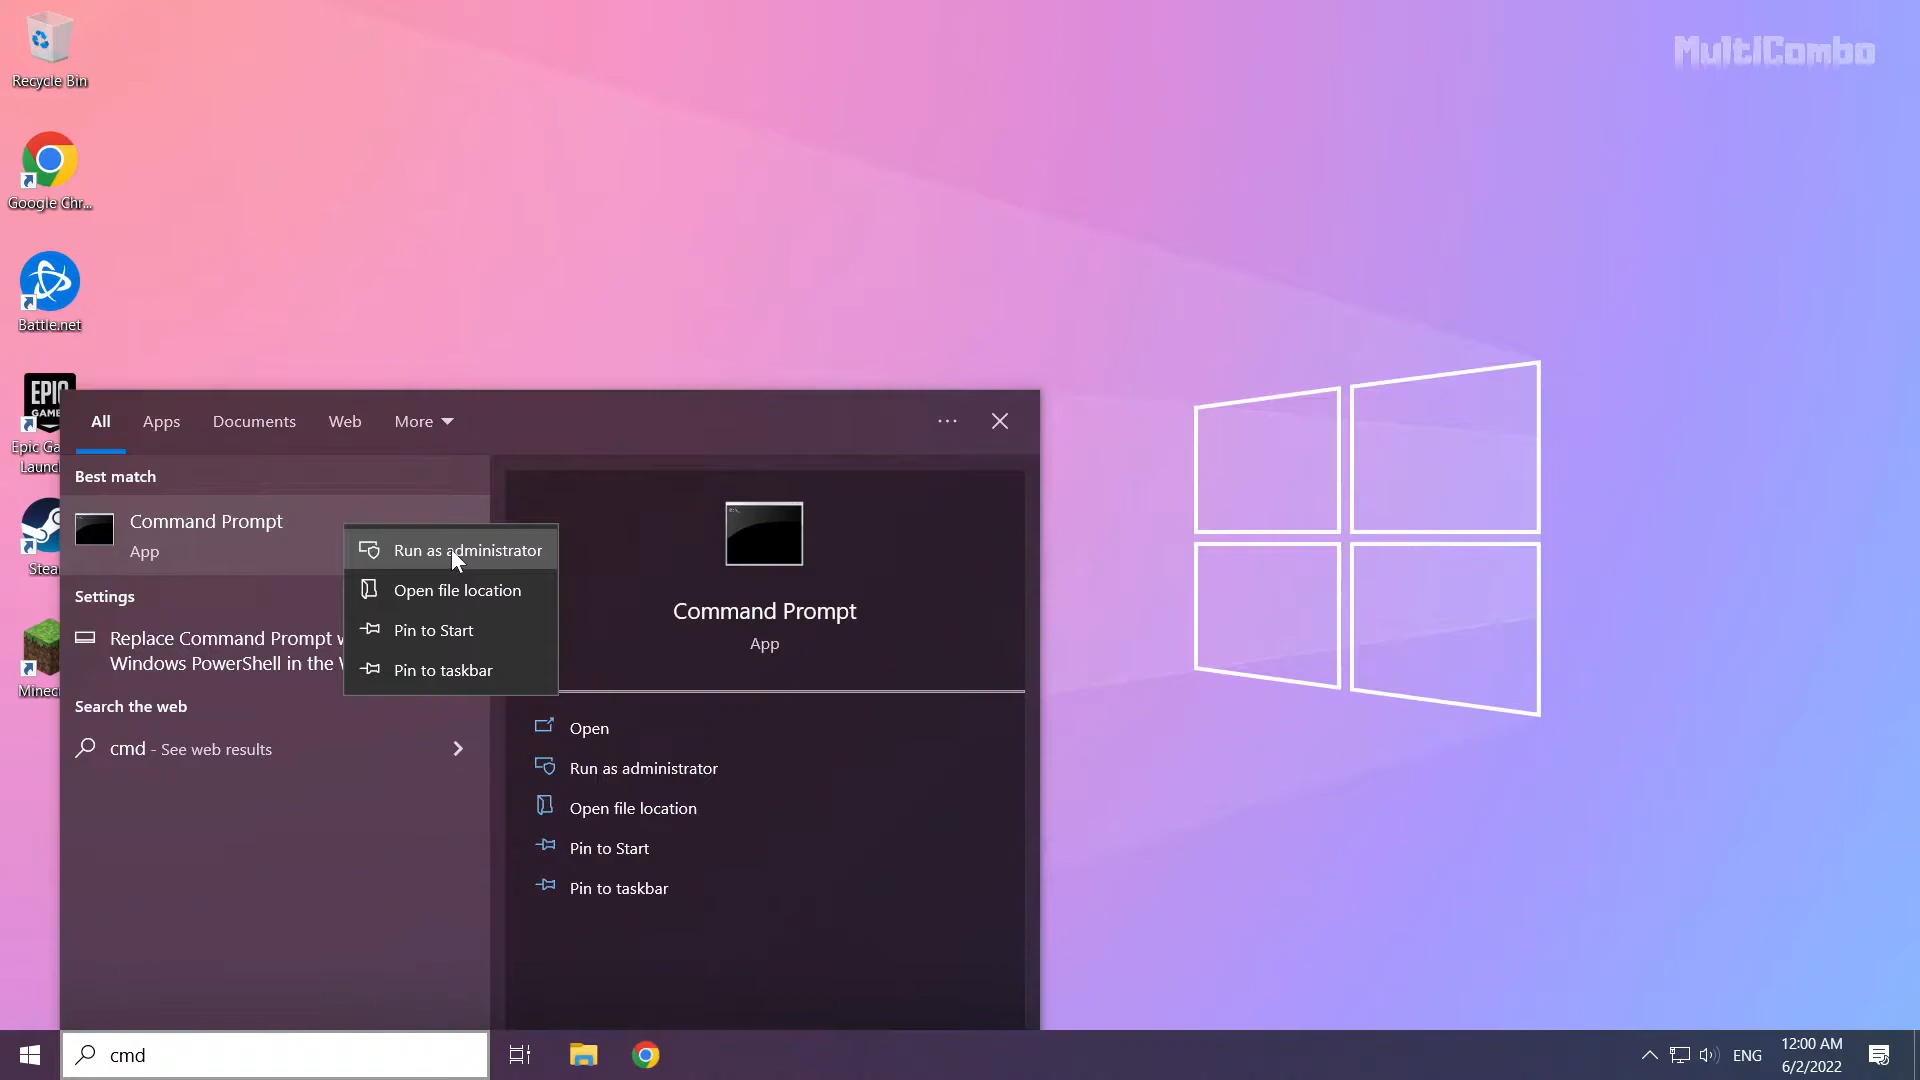 MultiCombo
Recycle Bin
Google Chr...
Battle.net
EPIC
GAM
Epic Ga
Launc
Stea
Minec
All
Apps
Documents
Web
More
Best match
Command Prompt
App
Settings
Replace Command Prompt w
Windows PowerShell in the
Search the web
cmd - See web results
Run as administrator
Open file location
Pin to Start
Pin to taskbar
Command Prompt
App
Open
Run as administrator
Open file location
Pin to Start
Pin to taskbar
cmd
ENG
12:00 AM
6/2/2022